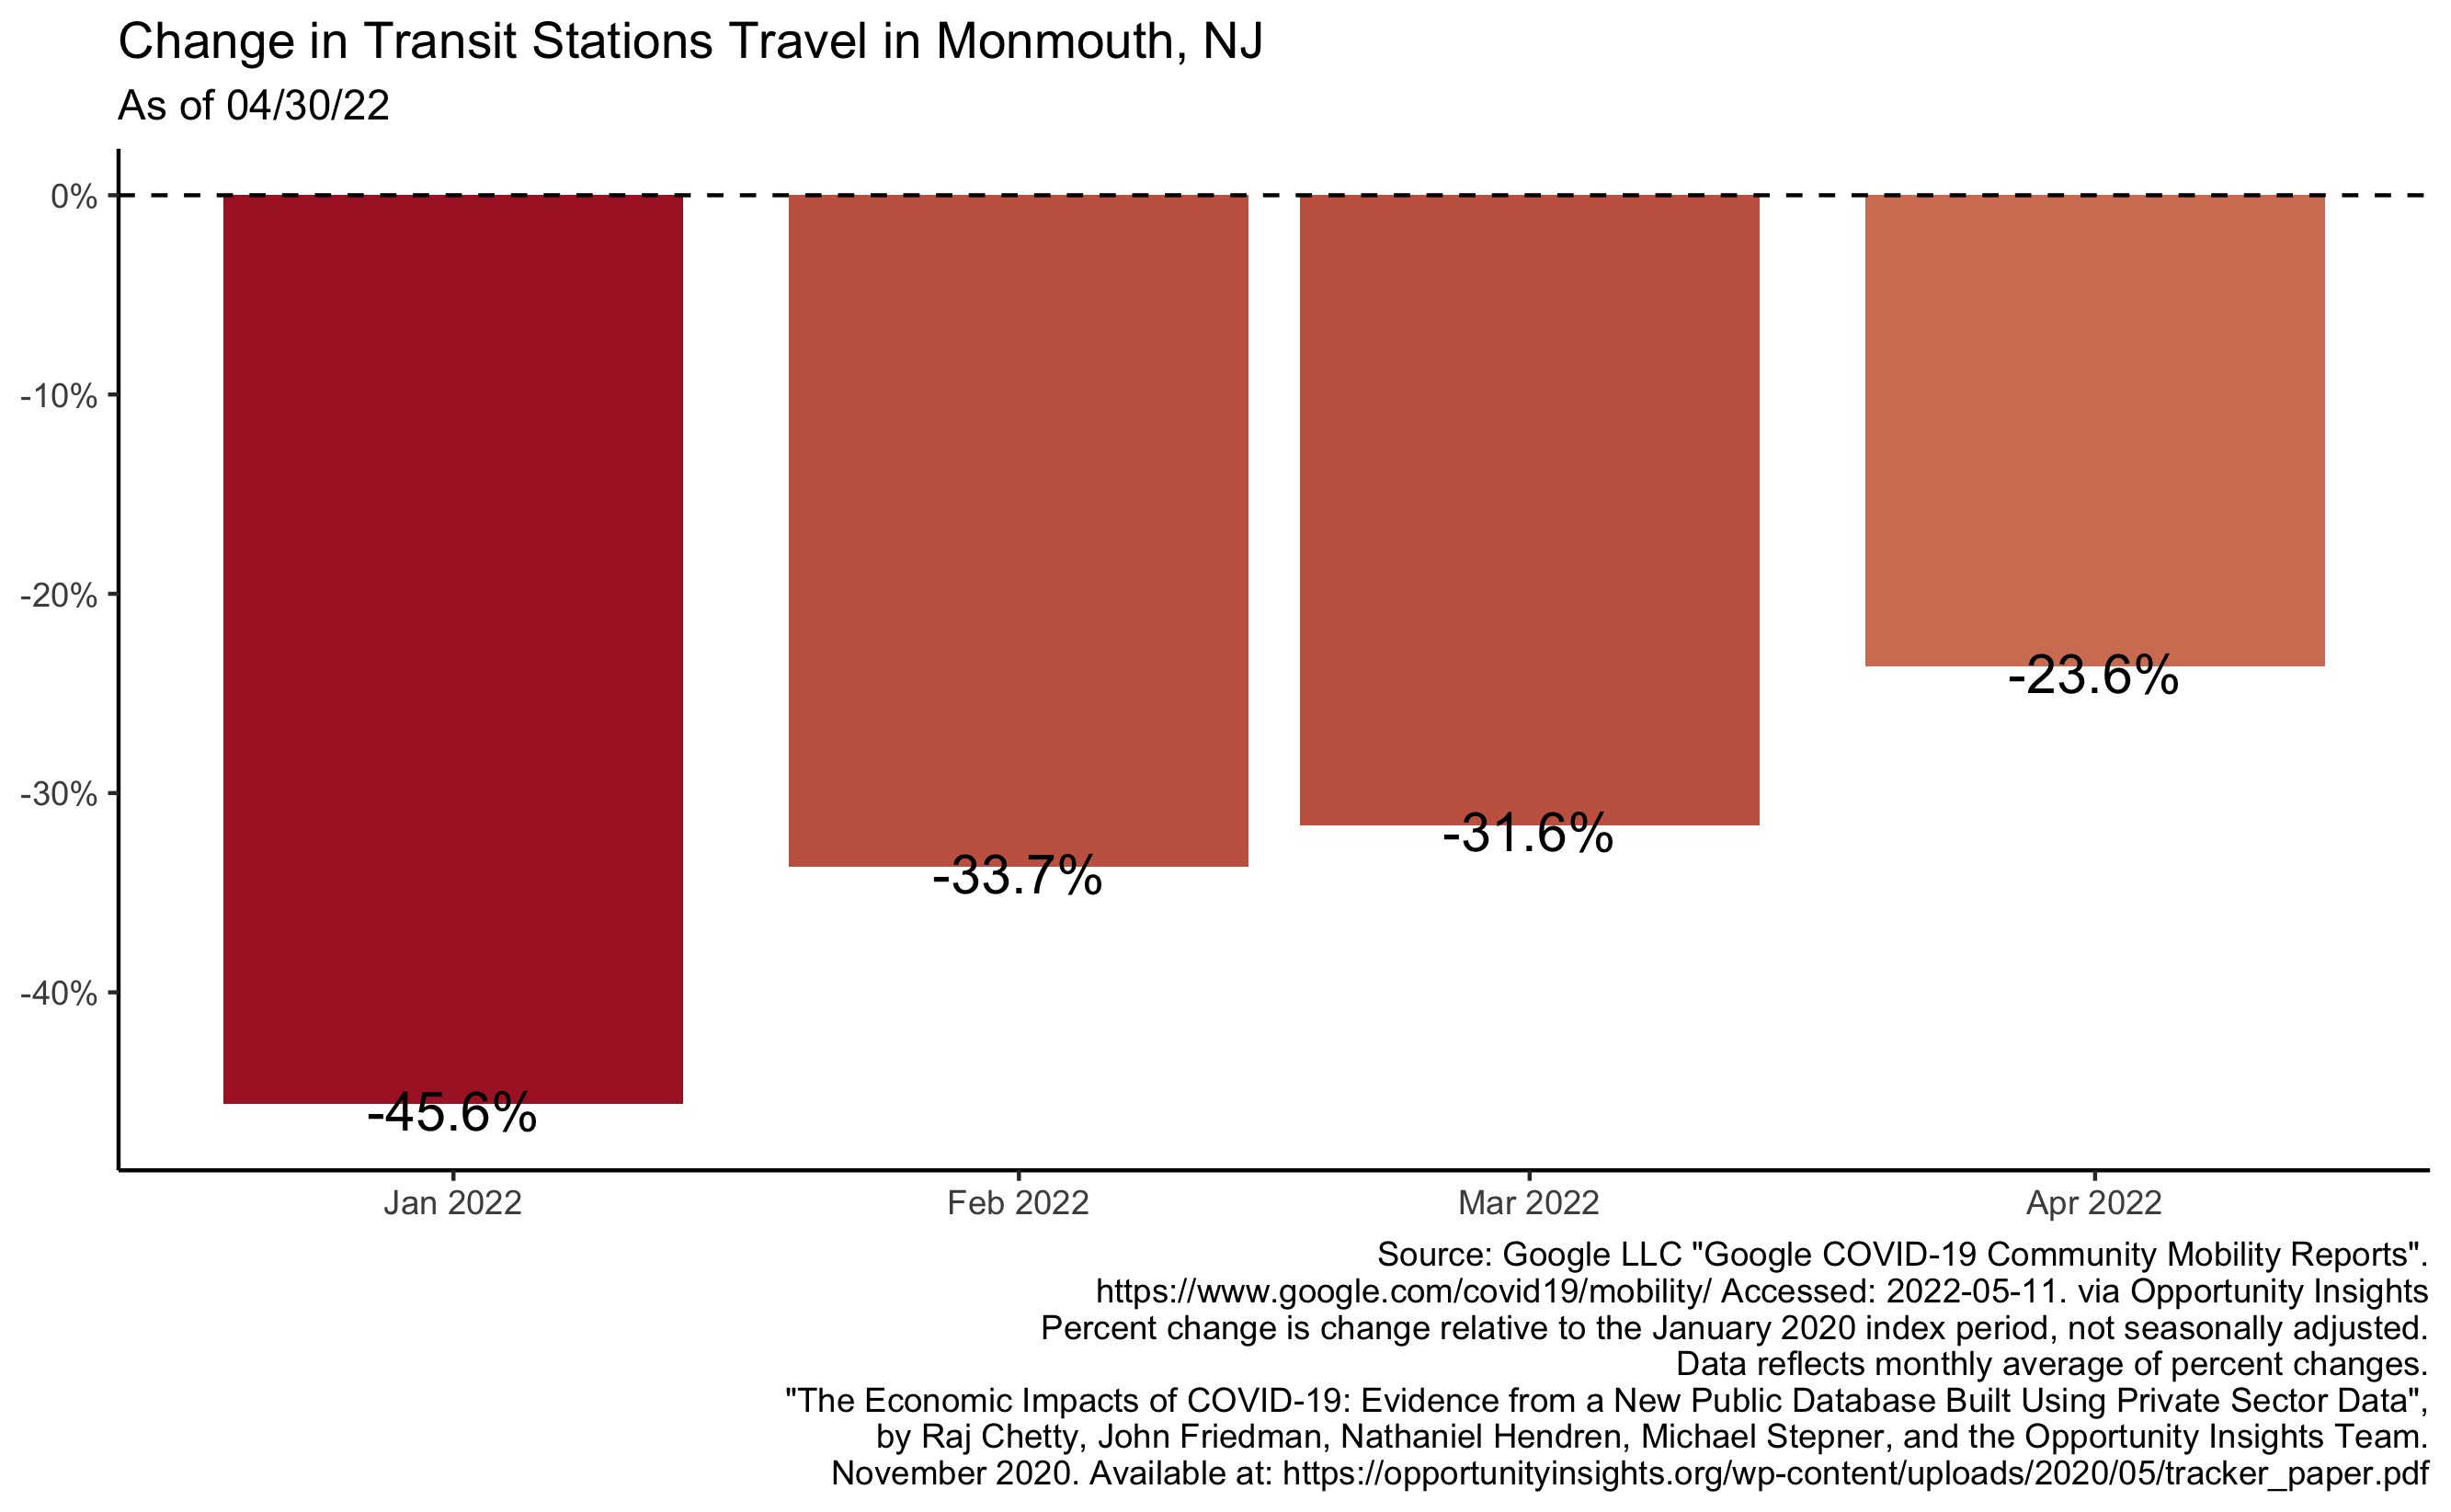 Change in Transit Stations Travel in Monmouth, NJ
As of 04/30/22
0%
-10%
-20%
-30%
-40%
-45.6%
-33.7%
-31.6%
-23.6%
Jan 2022
Feb 2022
Mar 2022
Apr 2022
Source: Google LLC "Google COVID-19 Community Mobility Reports".
https://www.google.com/covid19/mobility/ Accessed: 2022-05-11. via Opportunity Insights
Percent change is change relative to the January 2020 index period, not seasonally adjusted.
Data reflects monthly average of percent changes.
"The Economic Impacts of COVID-19: Evidence from a New Public Database Built Using Private Sector Data",
by Raj Chetty, John Friedman, Nathaniel Hendren, Michael Stepner, and the Opportunity Insights Team.
November 2020. Available at: https://opportunityinsights.org/wp-content/uploads/2020/05/tracker_paper.pdf